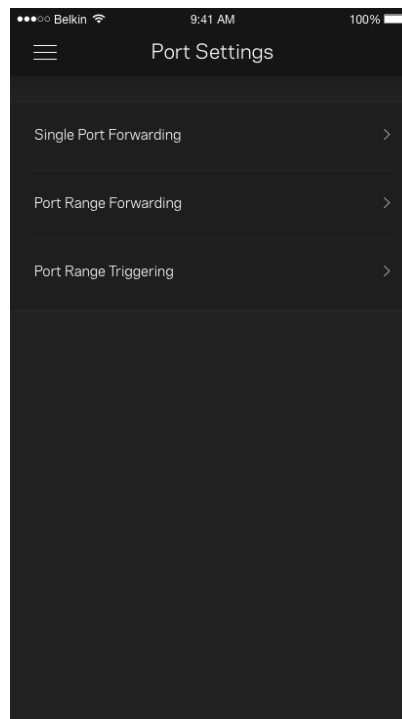 Belkin 9:41 AM 100%
Port Settings
Single Port Forwarding
Port Range Forwarding
Port Range Triggering